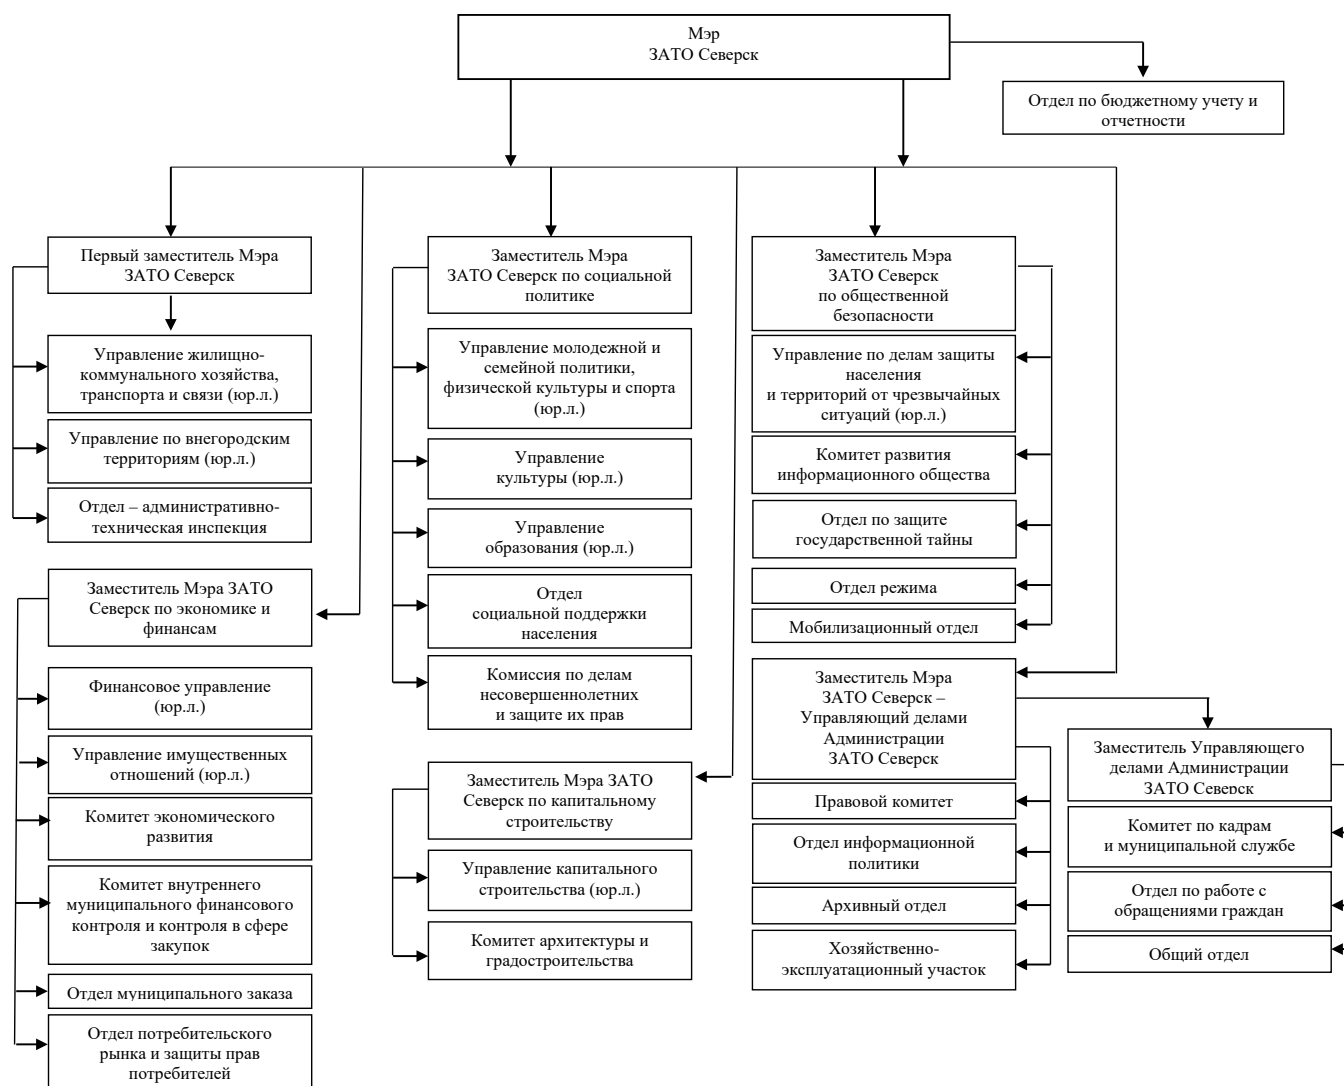 Мэр
ЗАТО Северск
Отдел по бюджетному учету и
отчетности
Первый заместитель Мэра
ЗАТО Северск
Управление жилищно-
коммунального хозяйства,
транспорта и связи (юр.л.)
Управление по внегородским
территориям (юр.л.)
Отдел – административно-
техническая инспекция
Заместитель Мэра ЗАТО
Северск по экономике и
финансам
Финансовое управление
(юр.л.)
Управление имущественных
отношений (юр.л.)
Комитет экономического
развития
Комитет внутреннего
муниципального финансового
контроля и контроля в сфере
закупок
Отдел муниципального заказа
Отдел потребительского
рынка и защиты прав
потребителей
Заместитель Мэра
ЗАТО Северск по социальной
политике
Управление молодежной и
семейной политики,
физической культуры и спорта
(юр.л.)
Управление
культуры (юр.л.)
Управление
образования (юр.л.)
Отдел
социальной поддержки
населения
Комиссия по делам
несовершеннолетних
и защите их прав
Заместитель Мэра ЗАТО
Северск по капитальному
строительству
Управление капитального
строительства (юр.л.)
Комитет архитектуры и
градостроительства
Заместитель Мэра
ЗАТО Северск
по общественной
безопасности
Управление по делам защиты
населения
и территорий от чрезвычайных
ситуаций (юр.л.)
Комитет развития
информационного общества
Отдел по защите
государственной тайны
Отдел режима
Мобилизационный отдел
Заместитель Мэра
ЗАТО Северск –
Управляющий делами
Администрации
ЗАТО Северск
Правовой комитет
Отдел информационной
политики
Архивный отдел
Хозяйственно-
эксплуатационный участок
Заместитель Управляющего
делами Администрации
ЗАТО Северск
Комитет по кадрам
и муниципальной службе
Отдел по работе с
обращениями граждан
Общий отдел